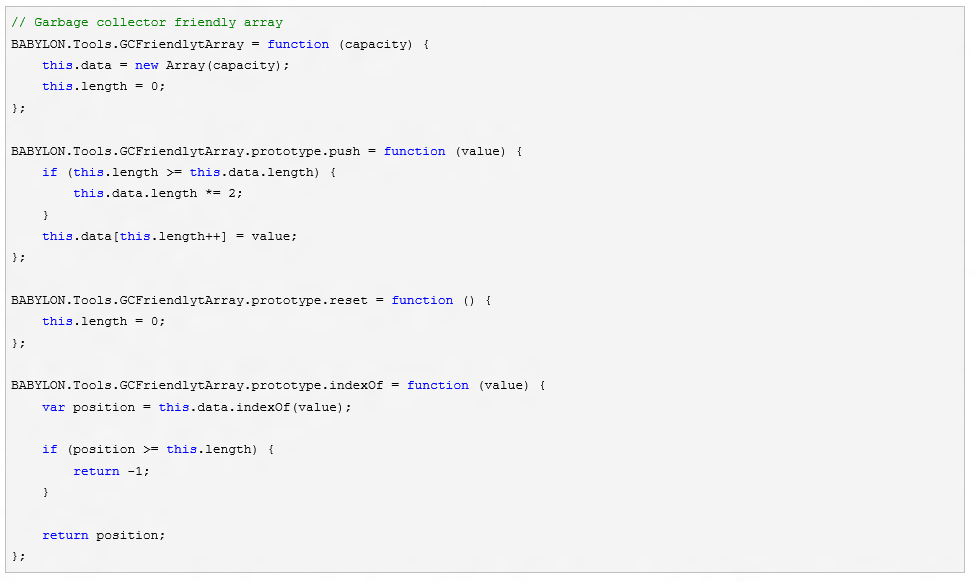 // Garbage collector friendly array
BABYLON.Tools.GCFriendlytArray = function (capacity) {
    this.data = new Array(capacity);
    this.length = 0;
};

BABYLON.Tools.GCFriendlytArray.prototype.push = function (value) {
    if (this.length >= this.data.length) {
        this.data.length *= 2;
    }
    this.data[this.length++] = value;
};

BABYLON.Tools.GCFriendlytArray.prototype.reset = function () {
    this.length = 0;
};

BABYLON.Tools.GCFriendlytArray.prototype.indexOf = function (value) {
    var position = this.data.indexOf(value);

    if (position >= this.length) {
        return -1;
    }

    return position;
};